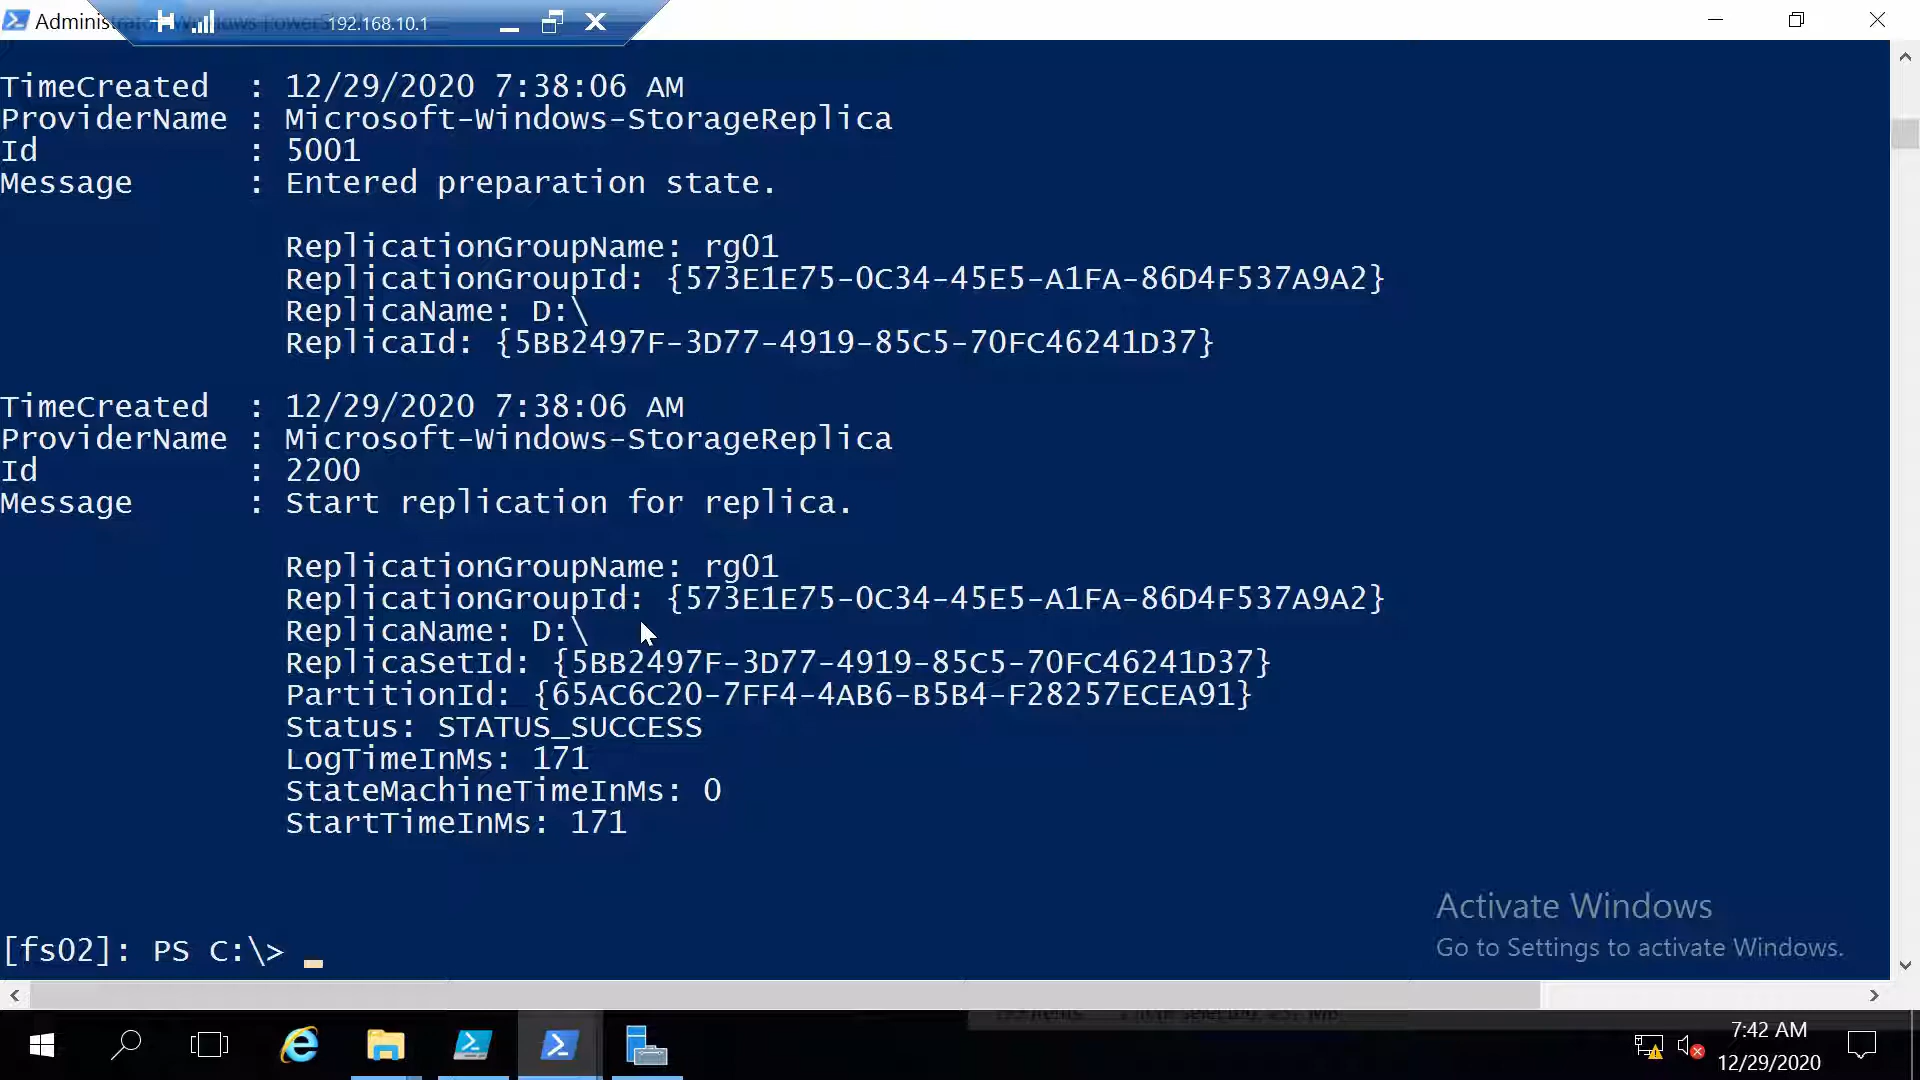 Administrator: Windows PowerShell
192.168.10.1
TimeCreated : 12/29/2020 7:38:06 AM
ProviderName : Microsoft-Windows-StorageReplica
Id : 5001
Message : Entered preparation state.
ReplicationGroupName: rg01
ReplicationGroupId: {573E1E75-0C34-45E5-A1FA-86D4F537A9A2}
ReplicaName: D:\
ReplicaId: {5BB2497F-3D77-4919-85C5-70FC46241D37}
TimeCreated : 12/29/2020 7:38:06 AM
ProviderName : Microsoft-Windows-StorageReplica
Id : 2200
Message : Start replication for replica.
ReplicationGroupName: rg01
ReplicationGroupId: {573E1E75-0C34-45E5-A1FA-86D4F537A9A2}
ReplicaName: D:\
ReplicaSetId: {5BB2497F-3D77-4919-85C5-70FC46241D37}
PartitionId: {65AC6C20-7FF4-4AB6-B5B4-F28257ECEA91}
Status: STATUS_SUCCESS
LogTimeInMs: 171
StateMachineTimeInMs: 0
StartTimeInMs: 171
Activate Windows
Go to Settings to activate Windows.
[fs02]: PS C:\> _
7:42 AM
12/29/2020